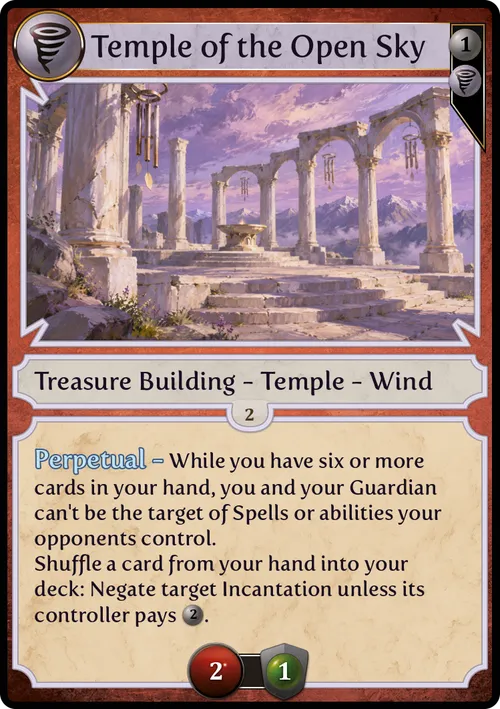 Temple of the Open Sky
1
Treasure Building – Temple – Wind
2
Perpetual – While you have six or more
cards in your hand, you and your Guardian
can't be the target of Spells or abilities your
opponents control.
Shuffle a card from your hand into your
deck: Negate target Incantation unless its
controller pays 2.
2*
1